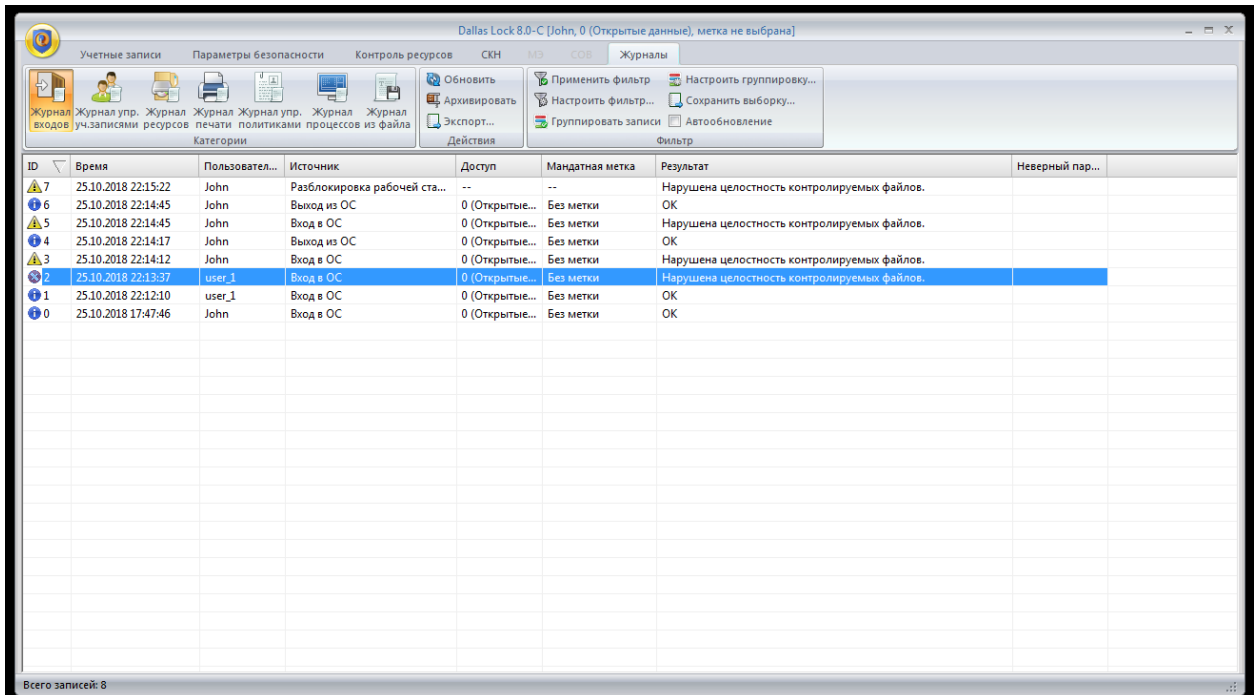 Dallas Lock 8.0-C [John, 0 (Открытые данные), метка не выбрана]
Учетные записи Параметры безопасности Контроль ресурсов СКН МЭ СОВ Журналы
Журнал входов
Журнал упр. уч.записями
Журнал ресурсов
Журнал печати
Журнал упр. политиками
Журнал процессов
Журнал из файла
Категории
Обновить
Архивировать
Экспорт...
Действия
Применить фильтр
Настроить фильтр...
Группировать записи
Настроить группировку...
Сохранить выборку...
Автообновление
Фильтр
ID Время Пользовател... Источник Доступ Мандатная метка Результат Неверный пар...
7 25.10.2018 22:15:22 John Разблокировка рабочей ста... -- -- Нарушена целостность контролируемых файлов.
6 25.10.2018 22:14:45 John Выход из ОС 0 (Открытые... Без метки OK
5 25.10.2018 22:14:45 John Вход в ОС 0 (Открытые... Без метки Нарушена целостность контролируемых файлов.
4 25.10.2018 22:14:17 John Выход из ОС 0 (Открытые... Без метки OK
3 25.10.2018 22:14:12 John Вход в ОС 0 (Открытые... Без метки Нарушена целостность контролируемых файлов.
2 25.10.2018 22:13:37 user_1 Вход в ОС 0 (Открытые... Без метки Нарушена целостность контролируемых файлов.
1 25.10.2018 22:12:10 user_1 Вход в ОС 0 (Открытые... Без метки OK
0 25.10.2018 17:47:46 John Вход в ОС 0 (Открытые... Без метки OK
Всего записей: 8